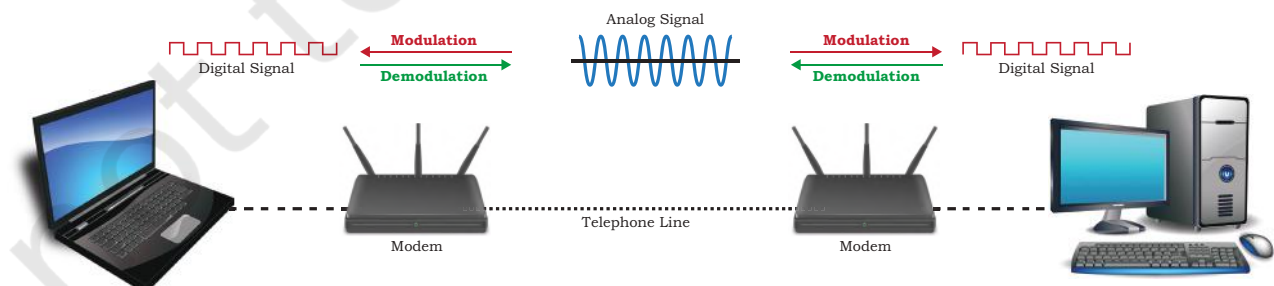 Analog Signal
Modulation
Modulation
Digital Signal
Demodulation
Demodulation
Digital Signal
Telephone Line
Modem
Modem